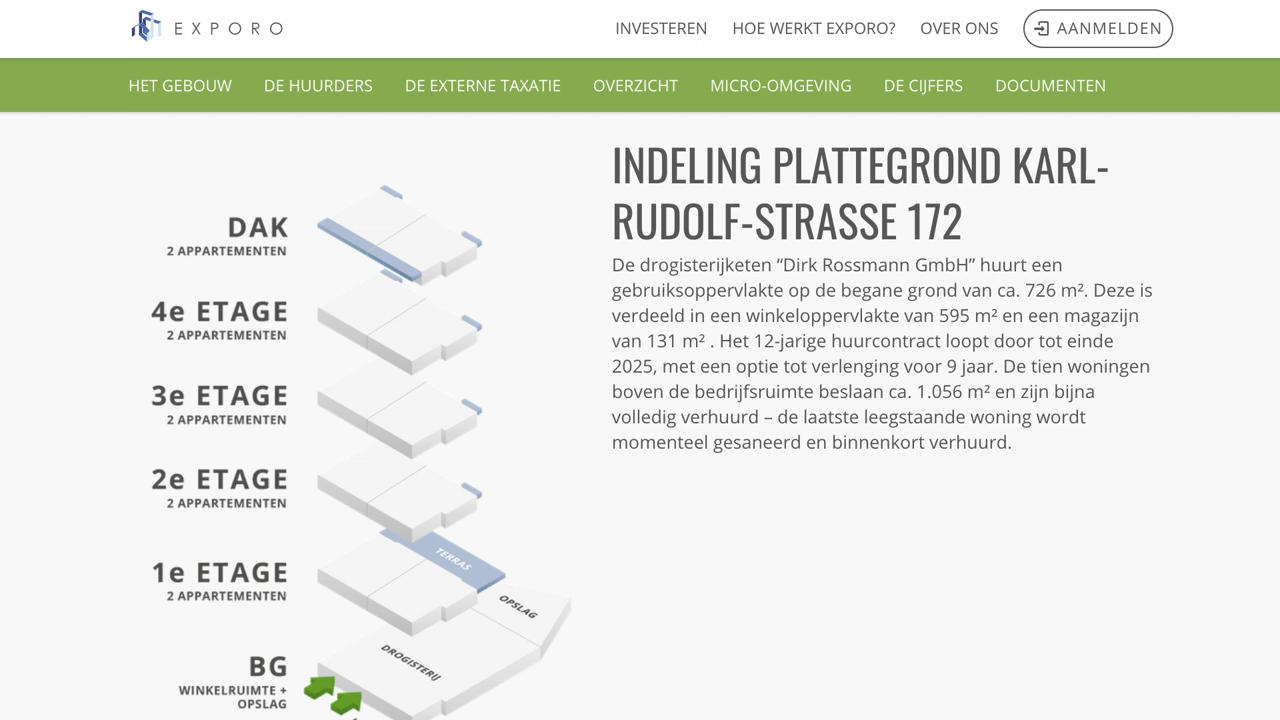 EXPORO
INVESTEREN
HOE WERKT EXPORO?
OVER ONS
AANMELDEN
HET GEBOUW
DE HUURDERS
DE EXTERNE TAXATIE
OVERZICHT
MICRO-OMGEVING
DE CIJFERS
DOCUMENTEN
DAK
2 APPARTEMENTEN
4e ETAGE
2 APPARTEMENTEN
3e ETAGE
2 APPARTEMENTEN
2e ETAGE
2 APPARTEMENTEN
1e ETAGE
2 APPARTEMENTEN
BG
WINKELRUIMTE +
OPSLAG
TERRAS
OPSLAG
DROGISTERIJ
INDELING PLATTEGROND KARL-
RUDOLF-STRASSE 172
De drogisterijketen “Dirk Rossmann GmbH” huurt een
gebruiksoppervlakte op de begane grond van ca. 726 m². Deze is
verdeeld in een winkeloppervlakte van 595 m² en een magazijn
van 131 m² . Het 12-jarige huurcontract loopt door tot einde
2025, met een optie tot verlenging voor 9 jaar. De tien woningen
boven de bedrijfsruimte beslaan ca. 1.056 m² en zijn bijna
volledig verhuurd – de laatste leegstaande woning wordt
momenteel gesaneerd en binnenkort verhuurd.